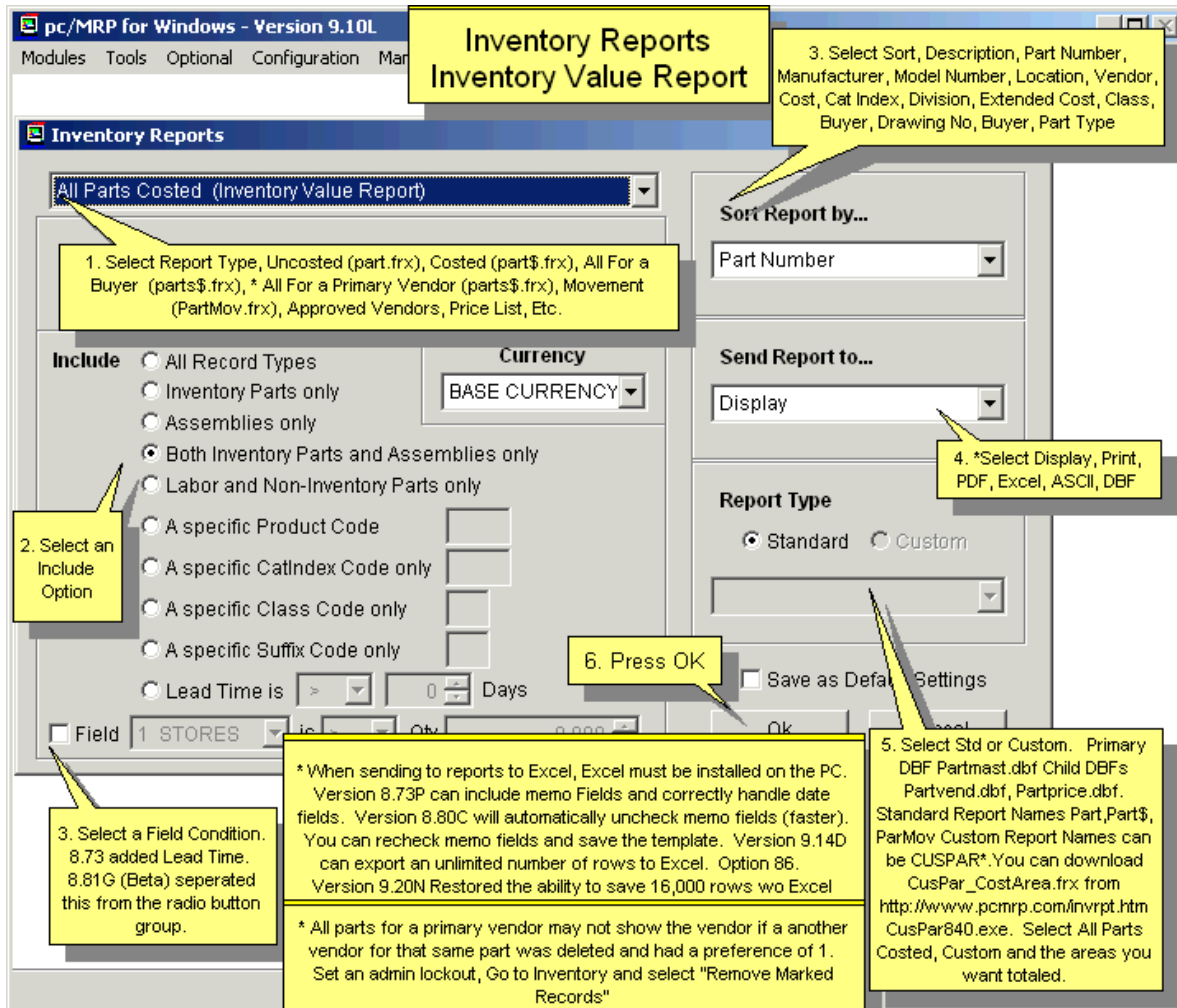 pc/MRP for Windows - Version 9.10L
Modules Tools Optional Configuration
Inventory Reports
Inventory Value Report
3. Select Sort, Description, Part Number,
Manufacturer, Model Number, Location, Vendor,
Cost, Cat Index, Division, Extended Cost, Class,
Buyer, Drawing No, Buyer, Part Type
Inventory Reports
All Parts Costed (Inventory Value Report)
1. Select Report Type, Uncosted (part.frx), Costed (part$.frx), All For a
Buyer (parts$.frx), * All For a Primary Vendor (parts$.frx), Movement
(PartMov.frx), Approved Vendors, Price List, Etc.
Sort Report by...
Part Number
Include
All Record Types
Inventory Parts only
Assemblies only
Both Inventory Parts and Assemblies only
Labor and Non-Inventory Parts only
A specific Product Code
A specific CatIndex Code only
A specific Class Code only
A specific Suffix Code only
Lead Time is > 0 Days
Field 1 STORES is > Qty 0.000
Currency
BASE CURRENCY
Send Report to...
Display
4. *Select Display, Print,
PDF, Excel, ASCII, DBF
Report Type
Standard Custom
2. Select an
Include
Option
6. Press OK
Save as Default Settings
Ok
3. Select a Field Condition.
8.73 added Lead Time.
8.81G (Beta) seperated
this from the radio button
group.
* When sending to reports to Excel, Excel must be installed on the PC.
Version 8.73P can include memo Fields and correctly handle date
fields. Version 8.80C will automatically uncheck memo fields (faster).
You can recheck memo fields and save the template. Version 9.14D
can export an unlimited number of rows to Excel. Option 86.
Version 9.20N Restored the ability to save 16,000 rows wo Excel
* All parts for a primary vendor may not show the vendor if a another
vendor for that same part was deleted and had a preference of 1.
Set an admin lockout, Go to Inventory and select "Remove Marked
Records"
5. Select Std or Custom. Primary
DBF Partmast.dbf Child DBFs
Partvend.dbf, Partprice.dbf.
Standard Report Names Part,Part$,
ParMov Custom Report Names can
be CUSPAR*.You can download
CusPar_CostArea.frx from
http://www.pcmrp.com/invrpt.htm
CusPar840.exe. Select All Parts
Costed, Custom and the areas you
want totaled.